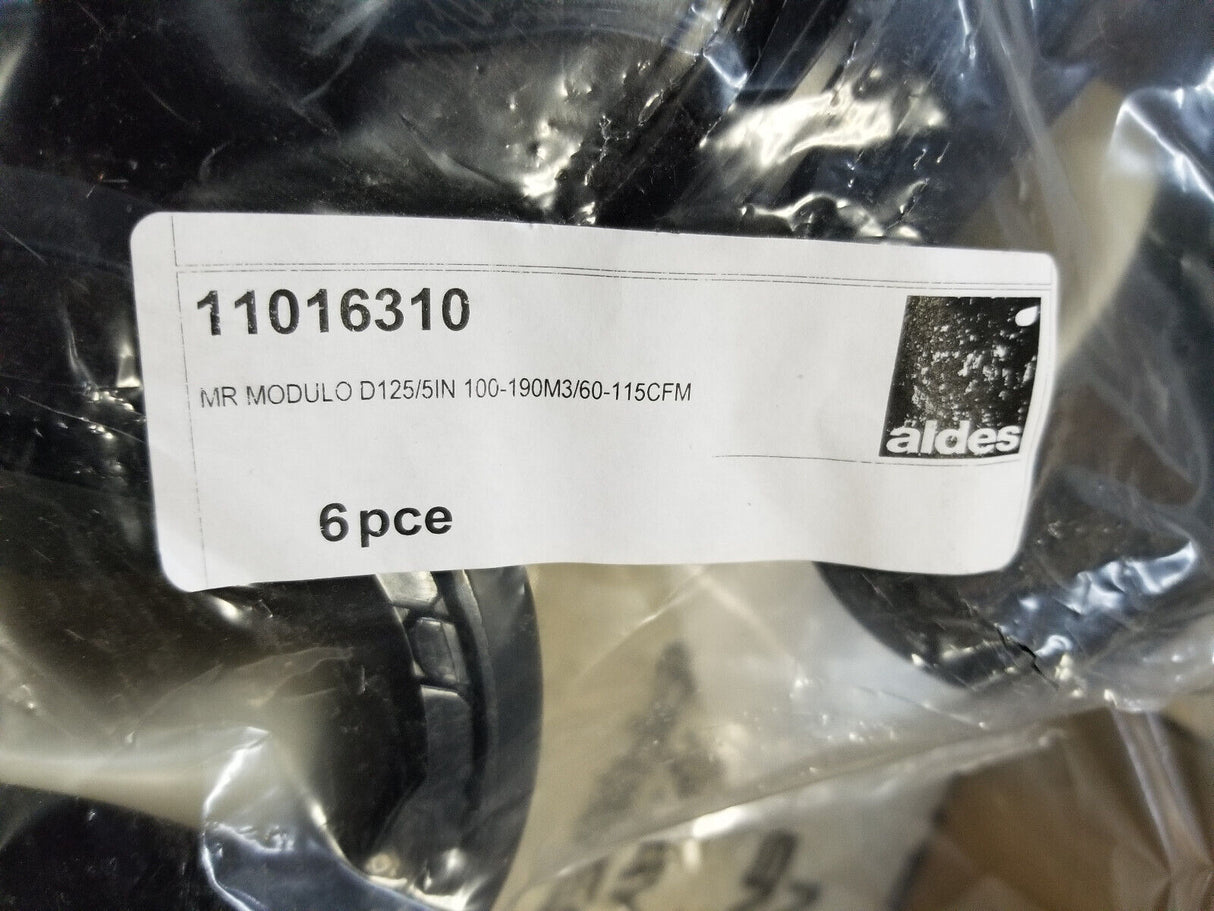 11016310
MR MODULO D125/5IN 100-190M3/60-115CFM
aldes
6 pce